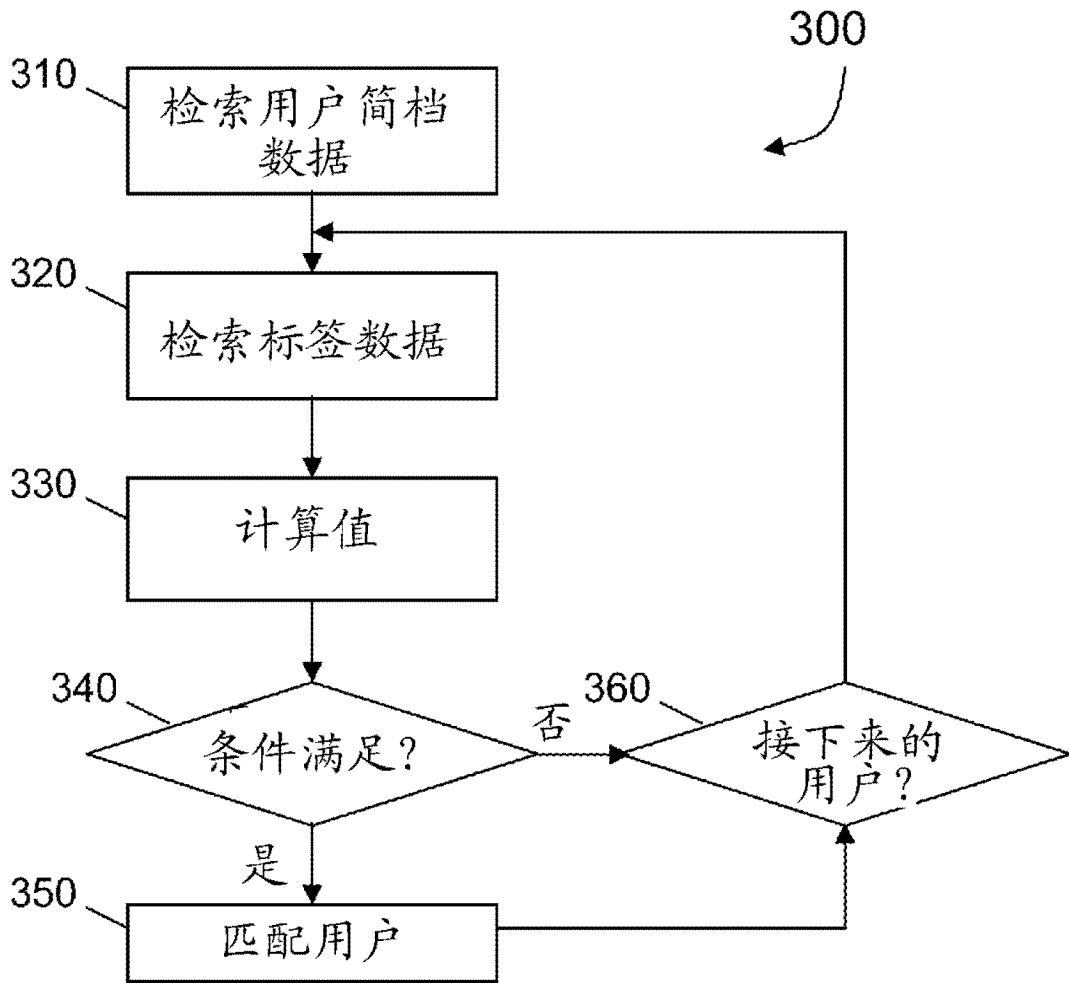 300
310
检索用户简档
数据
320
检索标签数据
330
计算值
340
条件满足?
否
360
接下来的
用户?
是
350
匹配用户